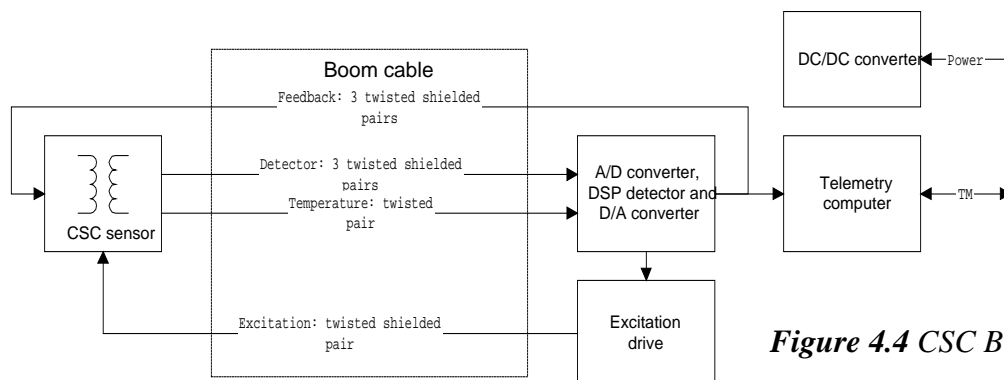 Boom cable
DC/DC converter
Power
Feedback: 3 twisted shielded
pairs
Detector: 3 twisted shielded
pairs
Temperature: twisted
pair
CSC sensor
A/D converter,
DSP detector and
D/A converter
Telemetry
computer
TM
Excitation: twisted shielded
pair
Excitation
drive
Figure 4.4 CSC B